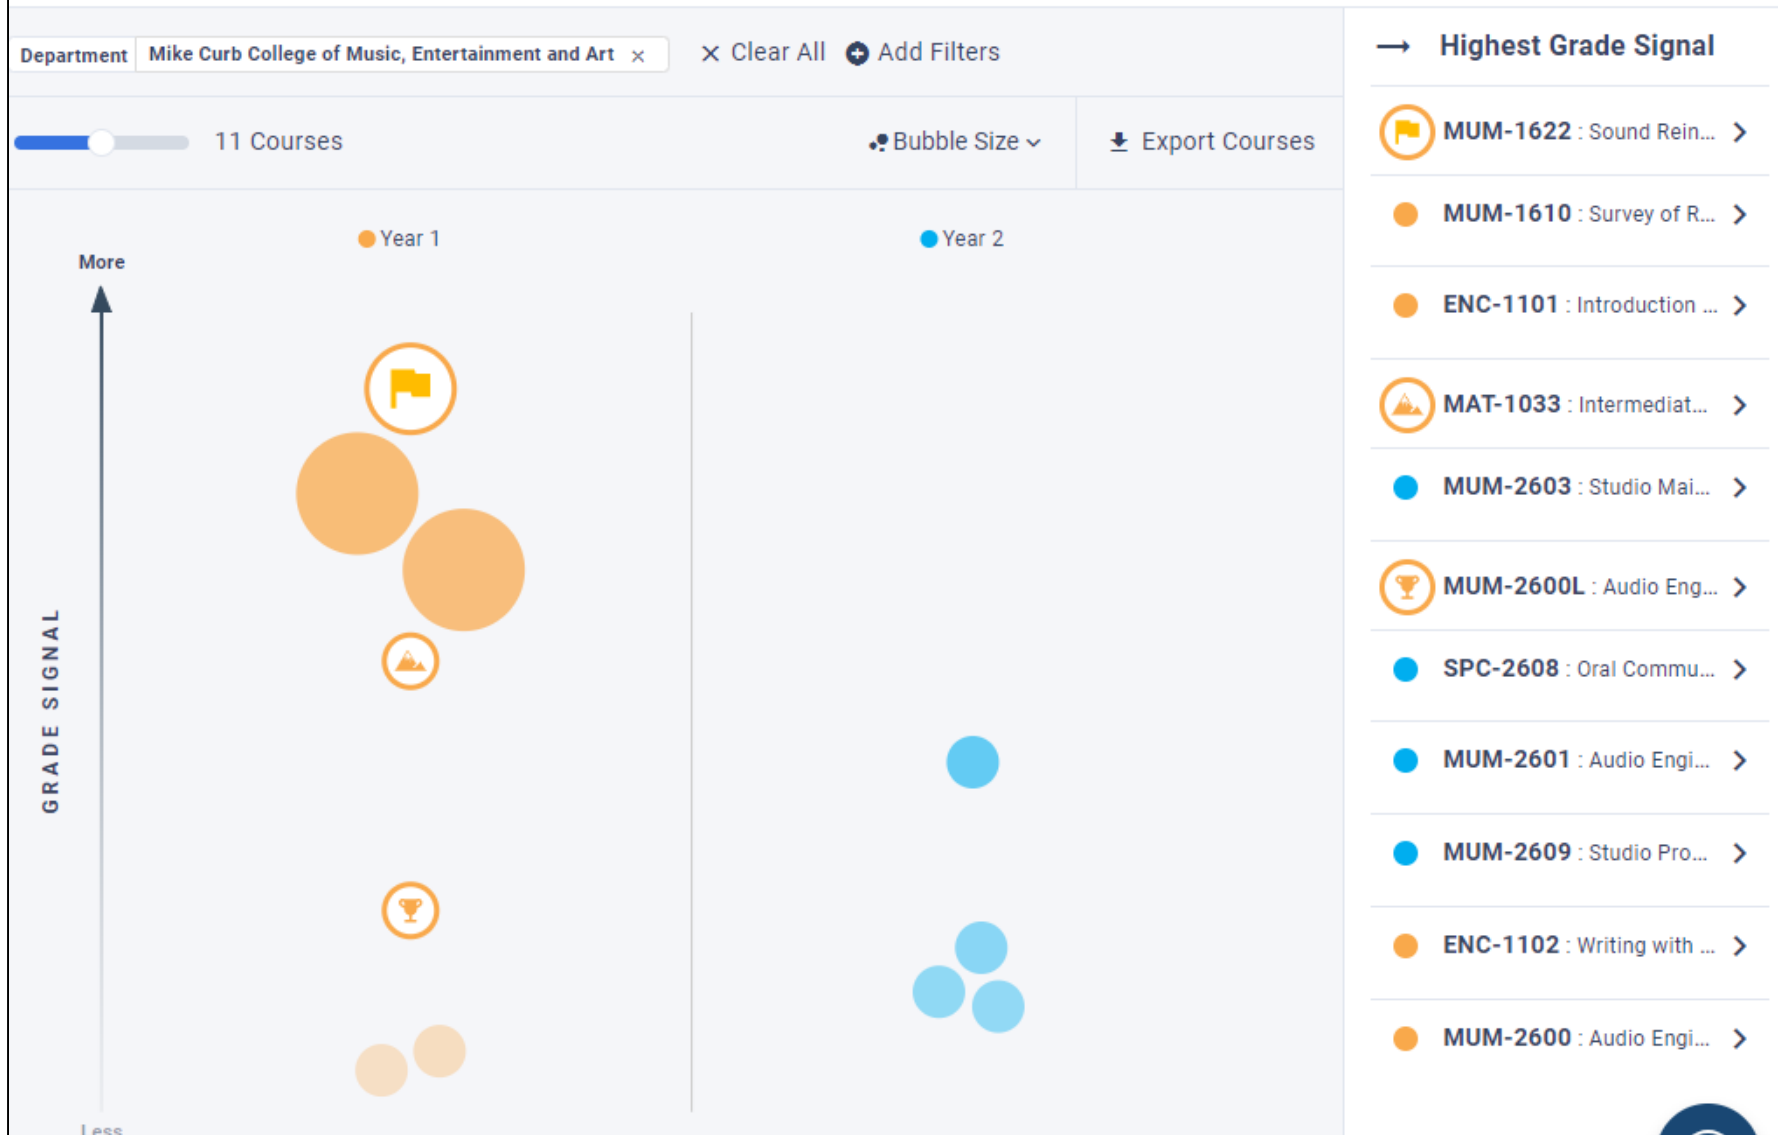 Department Mike Curb College of Music, Entertainment and Art × × Clear All Add Filters
11 Courses Bubble Size Export Courses
Year 1 Year 2
More
GRADE SIGNAL
Less
Highest Grade Signal
MUM-1622 : Sound Rein...
MUM-1610 : Survey of R...
ENC-1101 : Introduction ...
MAT-1033 : Intermediat...
MUM-2603 : Studio Mai...
MUM-2600L : Audio Eng...
SPC-2608 : Oral Commu...
MUM-2601 : Audio Engi...
MUM-2609 : Studio Pro...
ENC-1102 : Writing with ...
MUM-2600 : Audio Engi...